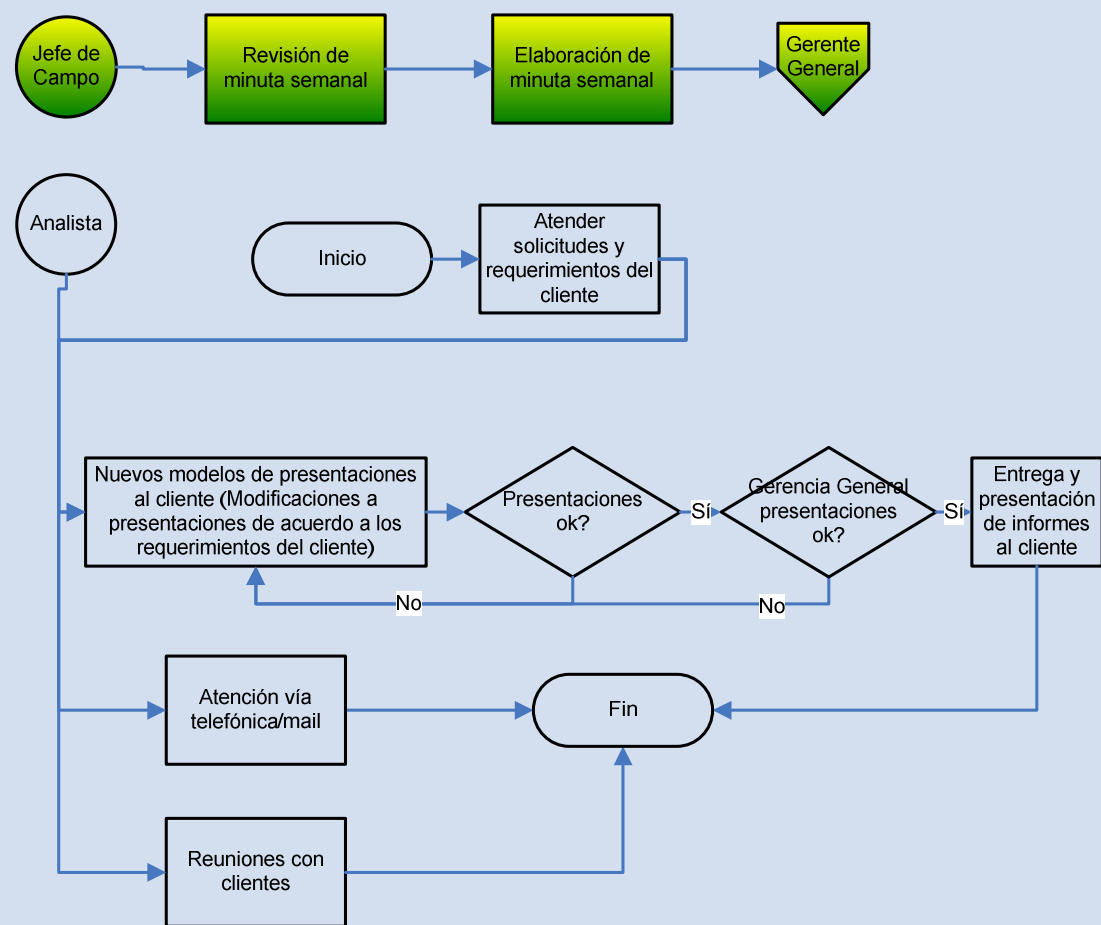 Jefe de
Campo
Revisión de
minuta semanal
Elaboración de
minuta semanal
Gerente
General
Analista
Inicio
Atender
solicitudes y
requerimientos del
cliente
Nuevos modelos de presentaciones
al cliente (Modificaciones a
presentaciones de acuerdo a los
requerimientos del cliente)
Presentaciones
ok?
Sí
Gerencia General
presentaciones
ok?
Sí
Entrega y
presentación
de informes
al cliente
No
No
Atención vía
telefónica/mail
Fin
Reuniones con
clientes